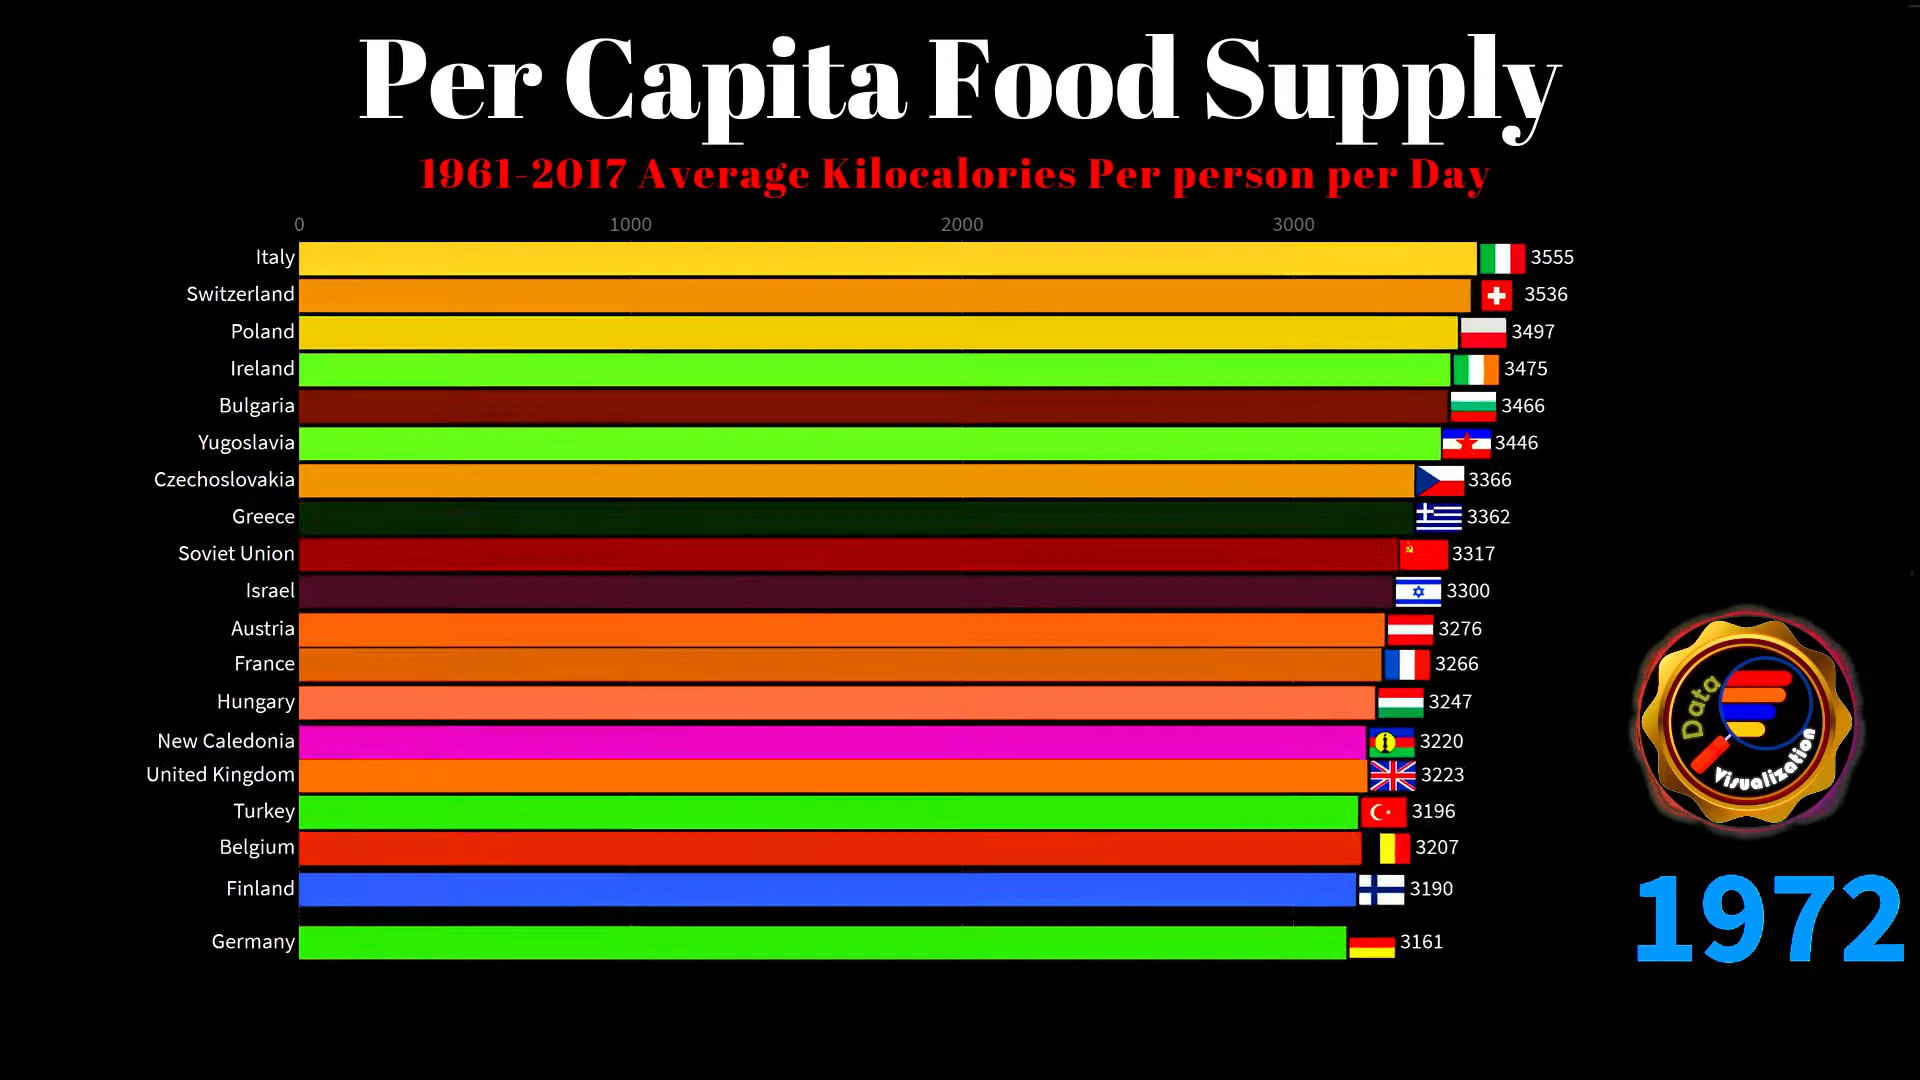 Per Capita Food Supply
1961-2017 Average Kilocalories Per person per Day
0 1000 2000 3000
Italy 3555
Switzerland 3536
Poland 3497
Ireland 3475
Bulgaria 3466
Yugoslavia 3446
Czechoslovakia 3366
Greece 3362
Soviet Union 3317
Israel 3300
Austria 3276
France 3266
Hungary 3247
New Caledonia 3220
United Kingdom 3223
Turkey 3196
Belgium 3207
Finland 3190
Germany 3161
Data
Visualization
1972